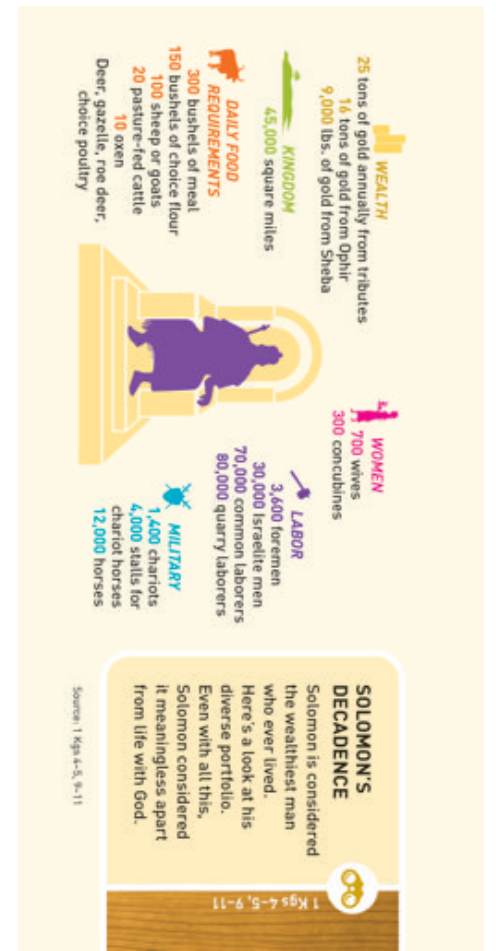 SOLOMON'S
DECADENCE
Solomon is considered
the wealthiest man
who ever lived.
Here's a look at his
diverse portfolio.
Even with all this,
Solomon considered
it meaningless apart
from life with God.
1 Kgs 4–5, 9–11
WEALTH
25 tons of gold annually from tributes
16 tons of gold from Ophir
9,000 lbs. of gold from Sheba
KINGDOM
45,000 square miles
DAILY FOOD
REQUIREMENTS
300 bushels of meal
150 bushels of choice flour
100 sheep or goats
20 pasture-fed cattle
10 oxen
Deer, gazelle, roe deer,
choice poultry
WOMEN
700 wives
300 concubines
LABOR
3,600 foremen
30,000 Israelite men
70,000 common laborers
80,000 quarry laborers
MILITARY
1,400 chariots
4,000 stalls for
chariot horses
12,000 horses
Source: 1 Kgs 4–5, 9–11